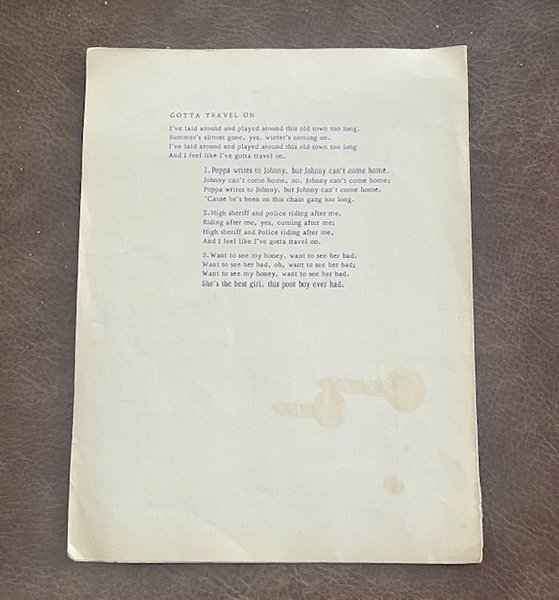 GOTTA TRAVEL ON
I've laid around and played around this old town too long,
Summer's almost gone, yes, winter's coming on.
I've laid around and played around this old town too long
And I feel like I've gotta travel on.
1. Poppa writes to Johnny, but Johnny can't come home,
Johnny can't come home, no, Johnny can't come home,
Poppa writes to Johnny, but Johnny can't come home,
'Cause he's been on this chain gang too long.
2. High sheriff and police riding after me,
Riding after me, yes, coming after me;
High sheriff and Police riding after me,
And I feel like I've gotta travel on.
3. Want to see my honey, want to see her bad,
Want to see her bad, oh, want to see her bad;
Want to see my honey, want to see her bad,
She's the best girl, this poor boy ever had.